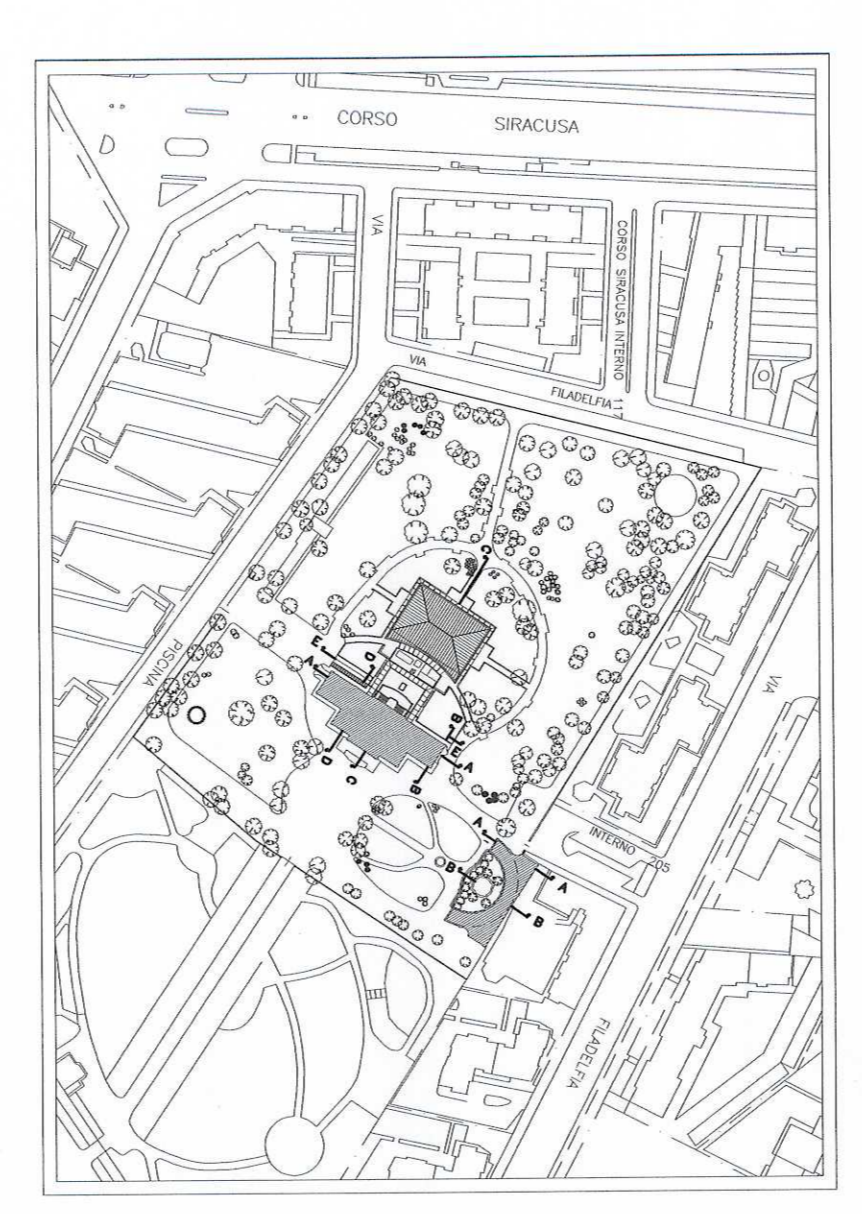 CORSO SIRACUSA
VIA
CORSO SIRACUSA INTERNO 117
VIA
FILADELFIA
C
PISCINA
E
A
D
B
E
A
D
C
B
VIA
A
INTERNO 205
B
A
B
FILADELFIA